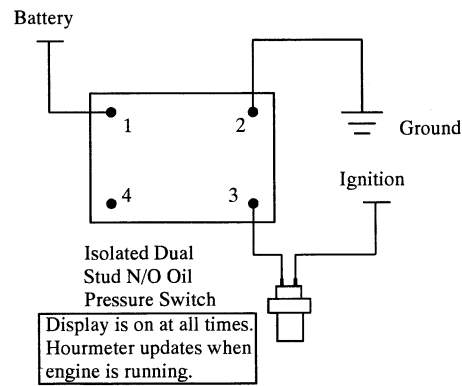 Battery
1
2
Ground
4
3
Ignition
Isolated Dual
Stud N/O Oil
Pressure Switch
Display is on at all times.
Hourmeter updates when
engine is running.